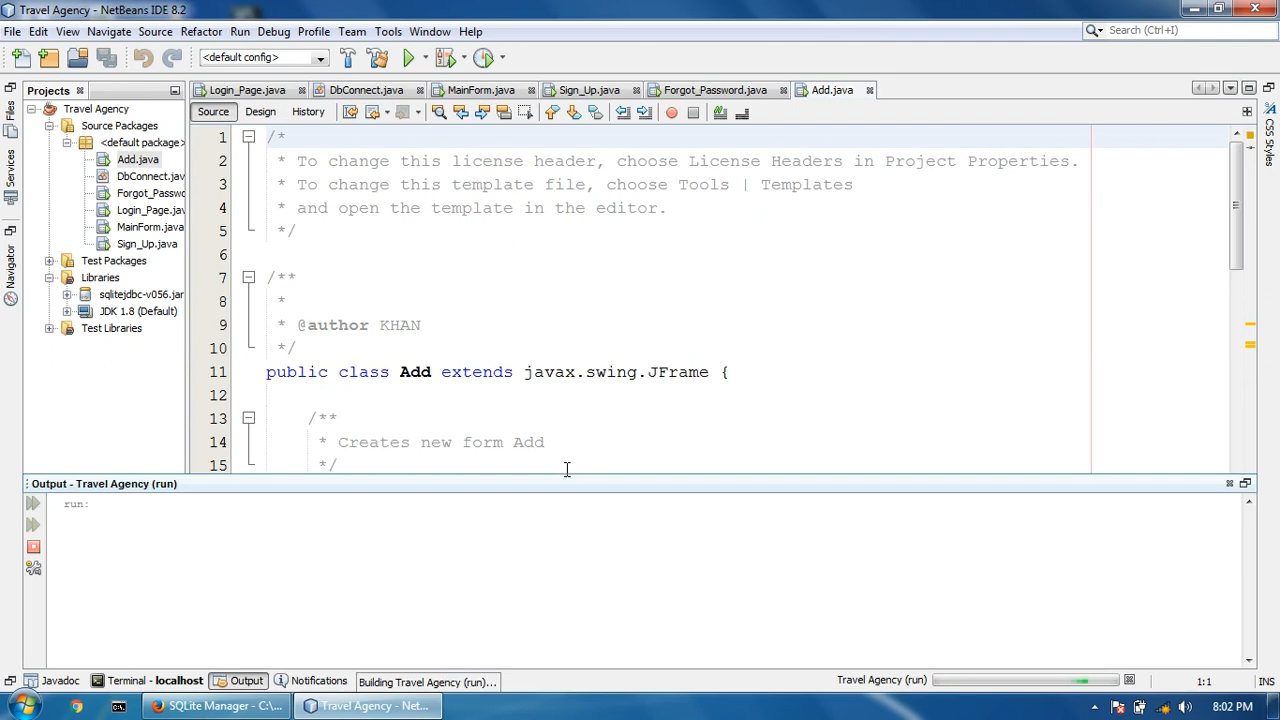 Travel Agency - NetBeans IDE 8.2
File Edit View Navigate Source Refactor Run Debug Profile Team Tools Window Help
Search (Ctrl+I)
<default config>
Files
Services
Navigator
Projects
Travel Agency
Source Packages
<default package>
Add.java
DbConnect.jav
Forgot_Passwo
Login_Page.jav
MainForm.java
Sign_Up.java
Test Packages
Libraries
sqlitejdbc-v056.jar
JDK 1.8 (Default)
Test Libraries
Login_Page.java DbConnect.java MainForm.java Sign_Up.java Forgot_Password.java Add.java
Source Design History
1 /*
2 * To change this license header, choose License Headers in Project Properties.
3 * To change this template file, choose Tools | Templates
4 * and open the template in the editor.
5 */
6
7 /**
8 *
9 * @author KHAN
10 */
11 public class Add extends javax.swing.JFrame {
12
13 /**
14 * Creates new form Add
15 */
CSS Styles
Output - Travel Agency (run)
run:
Javadoc Terminal - localhost Output Notifications Building Travel Agency (run)... Travel Agency (run) 1:1 INS
SQLite Manager - C:\... Travel Agency - Net... 8:02 PM